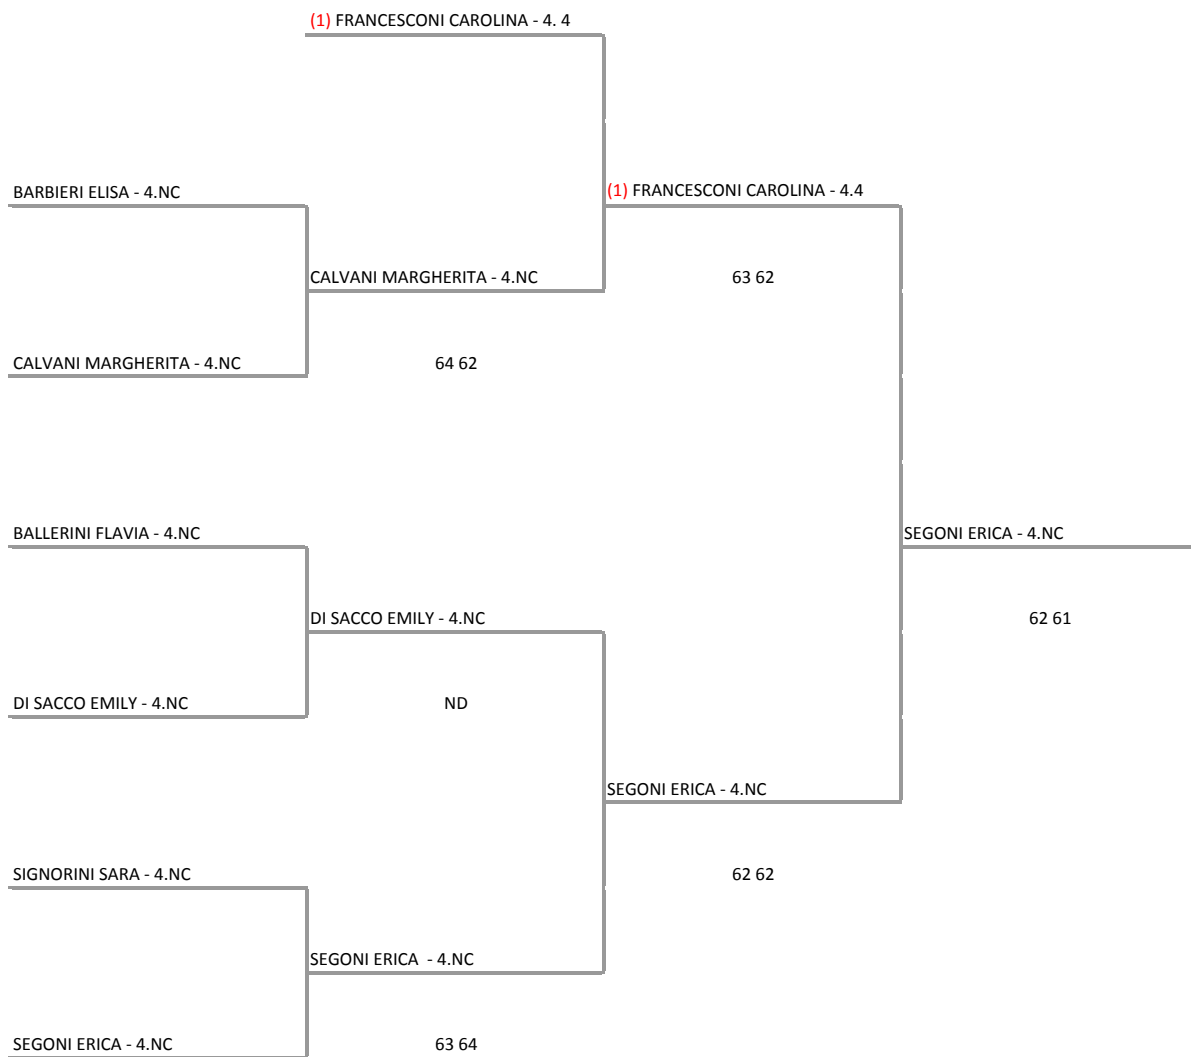 (1) FRANCESCONI CAROLINA - 4. 4
BARBIERI ELISA - 4.NC
(1) FRANCESCONI CAROLINA - 4.4
CALVANI MARGHERITA - 4.NC
63 62
CALVANI MARGHERITA - 4.NC
64 62
BALLERINI FLAVIA - 4.NC
SEGONI ERICA - 4.NC
DI SACCO EMILY - 4.NC
62 61
DI SACCO EMILY - 4.NC
ND
SEGONI ERICA - 4.NC
SIGNORINI SARA - 4.NC
62 62
SEGONI ERICA  - 4.NC
SEGONI ERICA - 4.NC
63 64